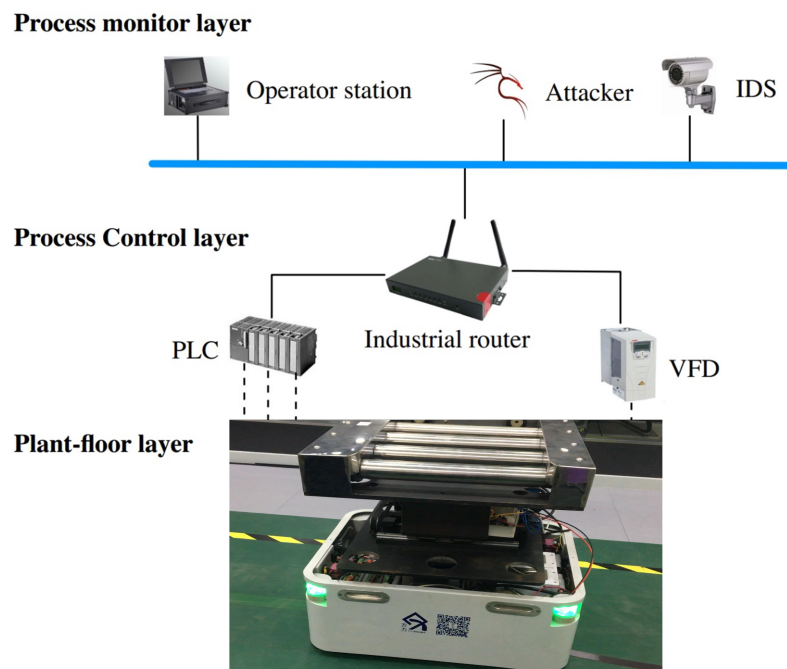 Process monitor layer
Operator station
Attacker
IDS
Process Control layer
Industrial router
PLC
VFD
Plant-floor layer